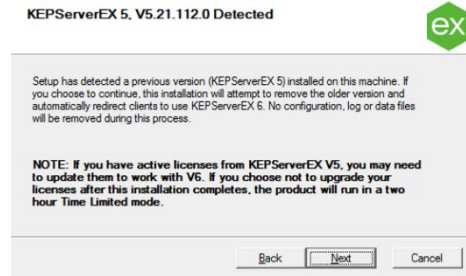 KEPServerEX 5, V5.21.112.0 Detected
ex
Setup has detected a previous version (KEPServerEX 5) installed on this machine. If
you choose to continue, this installation will attempt to remove the older version and
automatically redirect clients to use KEPServerEX 6. No configuration, log or data files
will be removed during this process.
NOTE: If you have active licenses from KEPServerEX V5, you may need
to update them to work with V6. If you choose not to upgrade your
licenses after this installation completes, the product will run in a two
hour Time Limited mode.
Back Next Cancel